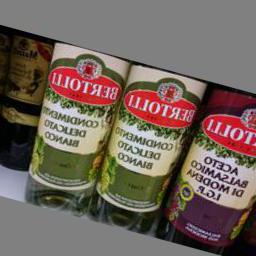 BERTOLLI
CONDIMENTO
DELICATO
BIANCO
BERTOLLI
CONDIMENTO
DELICATO
BIANCO
BERTOLLI
ACETO
BALSAMICO
DI MODENA
I.G.P.